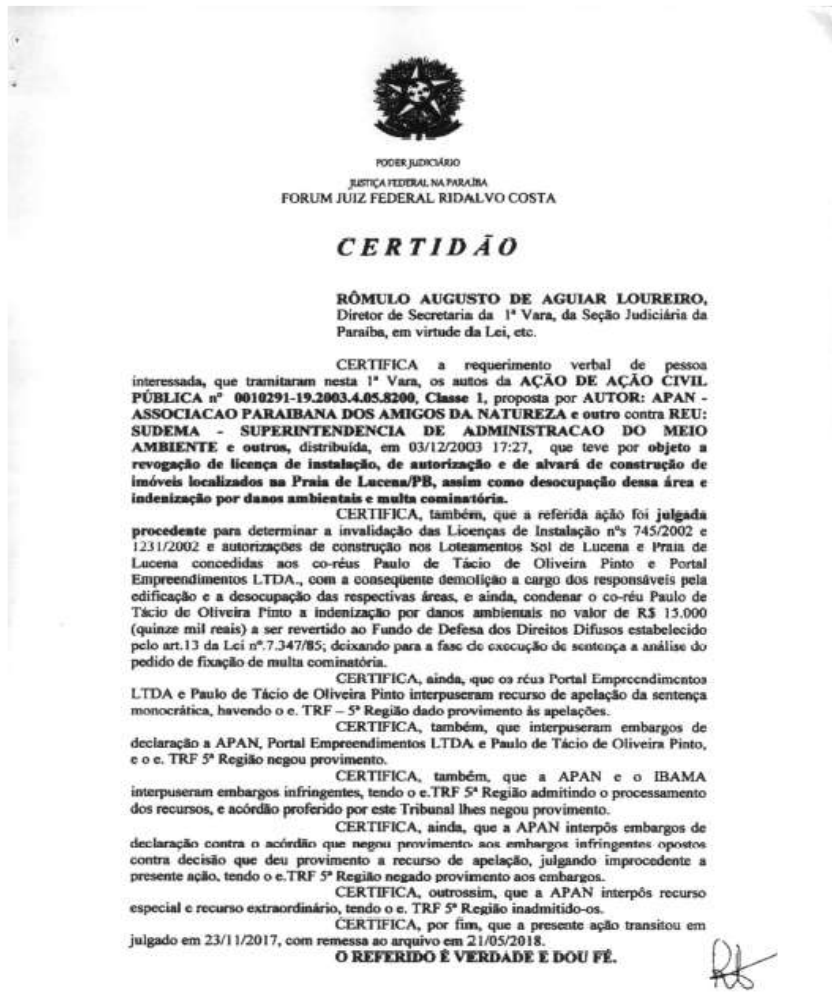 PODER JUDICIÁRIO
JUSTIÇA FEDERAL NA PARAÍBA
FORUM JUIZ FEDERAL RIDALVO COSTA
CERTIDÃO
RÔMULO AUGUSTO DE AGUIAR LOUREIRO,
Diretor de Secretaria da 1ª Vara, da Seção Judiciária da
Paraíba, em virtude da Lei, etc.
CERTIFICA a requerimento verbal de pessoa
interessada, que tramitaram nesta 1ª Vara, os autos da AÇÃO DE AÇÃO CIVIL
PÚBLICA nº 0010291-19.2003.4.05.8200, Classe 1, proposta por AUTOR: APAN -
ASSOCIACAO PARAIBANA DOS AMIGOS DA NATUREZA e outro contra REU:
SUDEMA - SUPERINTENDENCIA DE ADMINISTRACAO DO MEIO
AMBIENTE e outros, distribuída, em 03/12/2003 17:27, que teve por objeto a
revogação de licença de instalação, de autorização e de alvará de construção de
imóveis localizados na Praia de Lucena/PB, assim como desocupação dessa área e
indenização por danos ambientais e multa cominatória.
CERTIFICA, também, que a referida ação foi julgada
procedente para determinar a invalidação das Licenças de Instalação nºs 745/2002 e
1231/2002 e autorizações de construção nos Loteamentos Sol de Lucena e Praia de
Lucena concedidas aos co-réus Paulo de Tácio de Oliveira Pinto e Portal
Empreendimentos LTDA., com a conseqüente demolição a cargo dos responsáveis pela
edificação e a desocupação das respectivas áreas, e ainda, condenar o co-réu Paulo de
Tácio de Oliveira Pinto a indenização por danos ambientais no valor de R$ 15.000
(quinze mil reais) a ser revertido ao Fundo de Defesa dos Direitos Difusos estabelecido
pelo art.13 da Lei nº.7.347/85; deixando para a fase de execução de sentença a análise do
pedido de fixação de multa cominatória.
CERTIFICA, ainda, que os réus Portal Empreendimentos
LTDA e Paulo de Tácio de Oliveira Pinto interpuseram recurso de apelação da sentença
monocrática, havendo o e. TRF – 5ª Região dado provimento às apelações.
CERTIFICA, também, que interpuseram embargos de
declaração a APAN, Portal Empreendimentos LTDA e Paulo de Tácio de Oliveira Pinto,
e o e. TRF 5ª Região negou provimento.
CERTIFICA, também, que a APAN e o IBAMA
interpuseram embargos infringentes, tendo o e.TRF 5ª Região admitindo o processamento
dos recursos, e acórdão proferido por este Tribunal lhes negou provimento.
CERTIFICA, ainda, que a APAN interpôs embargos de
declaração contra o acórdão que negou provimento aos embargos infringentes opostos
contra decisão que deu provimento a recurso de apelação, julgando improcedente a
presente ação, tendo o e.TRF 5ª Região negado provimento aos embargos.
CERTIFICA, outrossim, que a APAN interpôs recurso
especial e recurso extraordinário, tendo o e. TRF 5ª Região inadmitido-os.
CERTIFICA, por fim, que a presente ação transitou em
julgado em 23/11/2017, com remessa ao arquivo em 21/05/2018.
O REFERIDO É VERDADE E DOU FÉ.